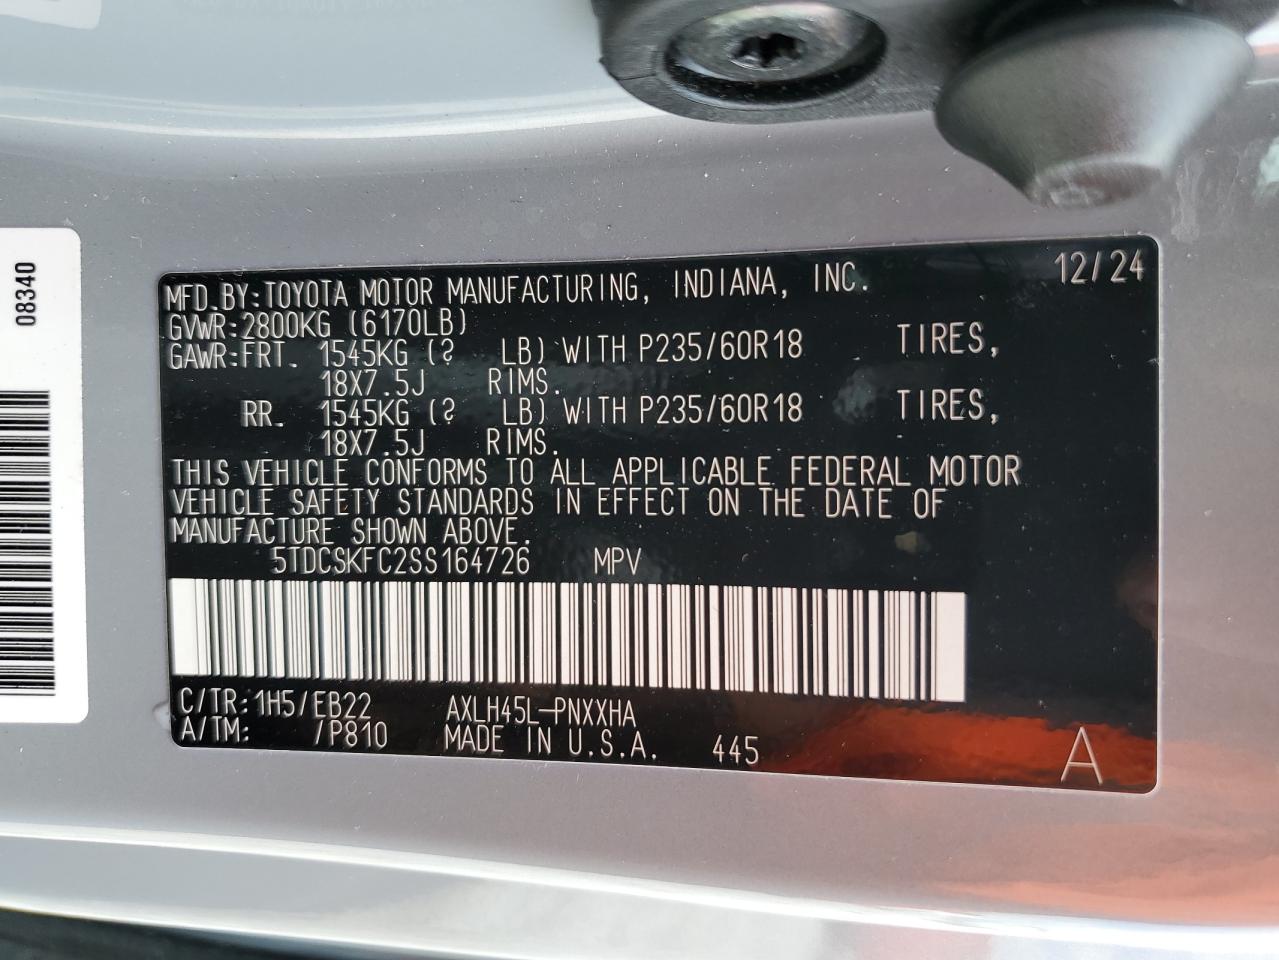 08340
12/24
MFD.BY:TOYOTA MOTOR MANUFACTURING, INDIANA, INC.
GVWR:2800KG (6170LB)
GAWR:FRT. 1545KG (? LB) WITH P235/60R18 TIRES,
18X7.5J RIMS.
RR. 1545KG (? LB) WITH P235/60R18 TIRES,
18X7.5J RIMS.
THIS VEHICLE CONFORMS TO ALL APPLICABLE FEDERAL MOTOR
VEHICLE SAFETY STANDARDS IN EFFECT ON THE DATE OF
MANUFACTURE SHOWN ABOVE.
5TDCSKFC2SS164726 MPV
C/TR:1H5/EB22 AXLH45L-PNXXHA
A/TM: /P810 MADE IN U.S.A. 445 A